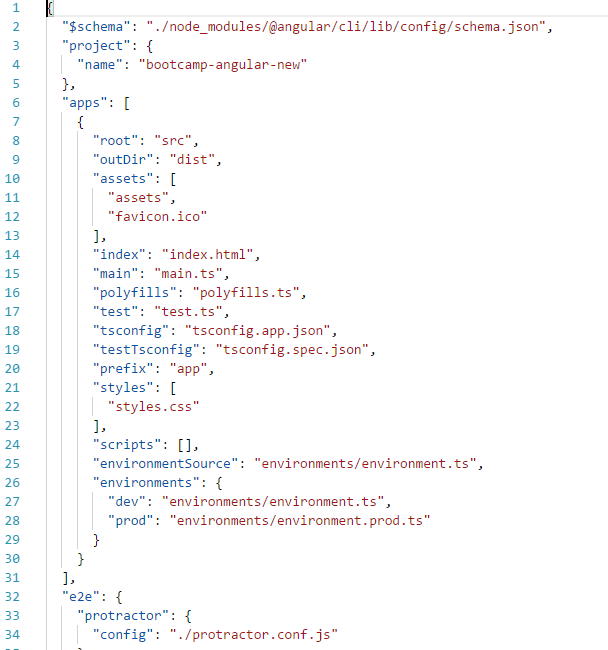 1 {
2 "$schema": "./node_modules/@angular/cli/lib/config/schema.json",
3 "project": {
4 "name": "bootcamp-angular-new"
5 },
6 "apps": [
7 {
8 "root": "src",
9 "outDir": "dist",
10 "assets": [
11 "assets",
12 "favicon.ico"
13 ],
14 "index": "index.html",
15 "main": "main.ts",
16 "polyfills": "polyfills.ts",
17 "test": "test.ts",
18 "tsconfig": "tsconfig.app.json",
19 "testTsconfig": "tsconfig.spec.json",
20 "prefix": "app",
21 "styles": [
22 "styles.css"
23 ],
24 "scripts": [],
25 "environmentSource": "environments/environment.ts",
26 "environments": {
27 "dev": "environments/environment.ts",
28 "prod": "environments/environment.prod.ts"
29 }
30 }
31 ],
32 "e2e": {
33 "protractor": {
34 "config": "./protractor.conf.js"